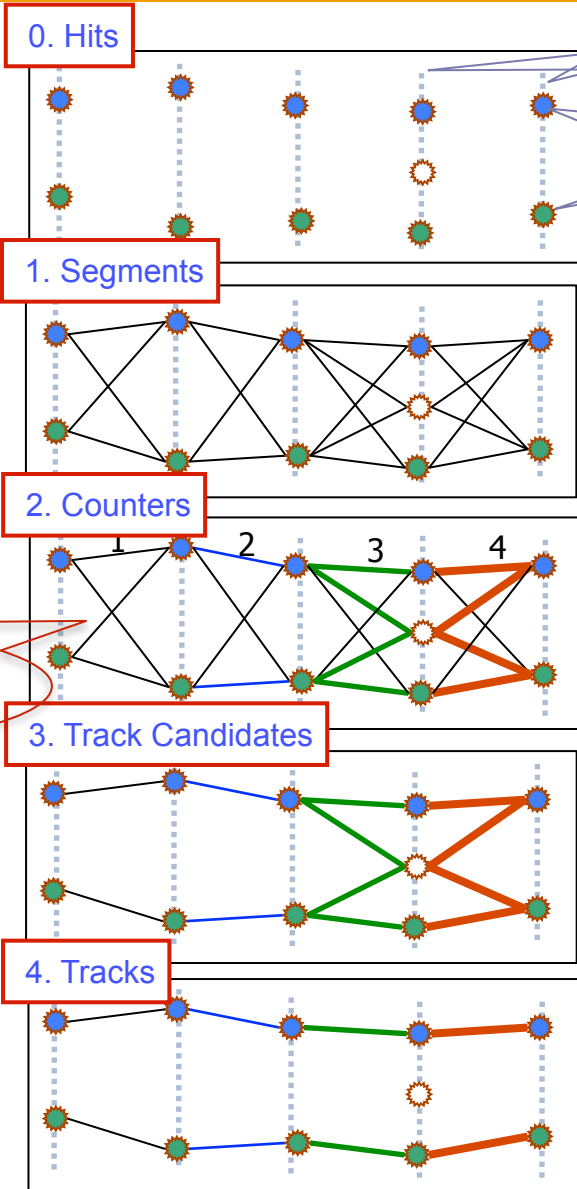 0. Hits
1. Segments
2. Counters
1 2 3 4
3. Track Candidates
4. Tracks